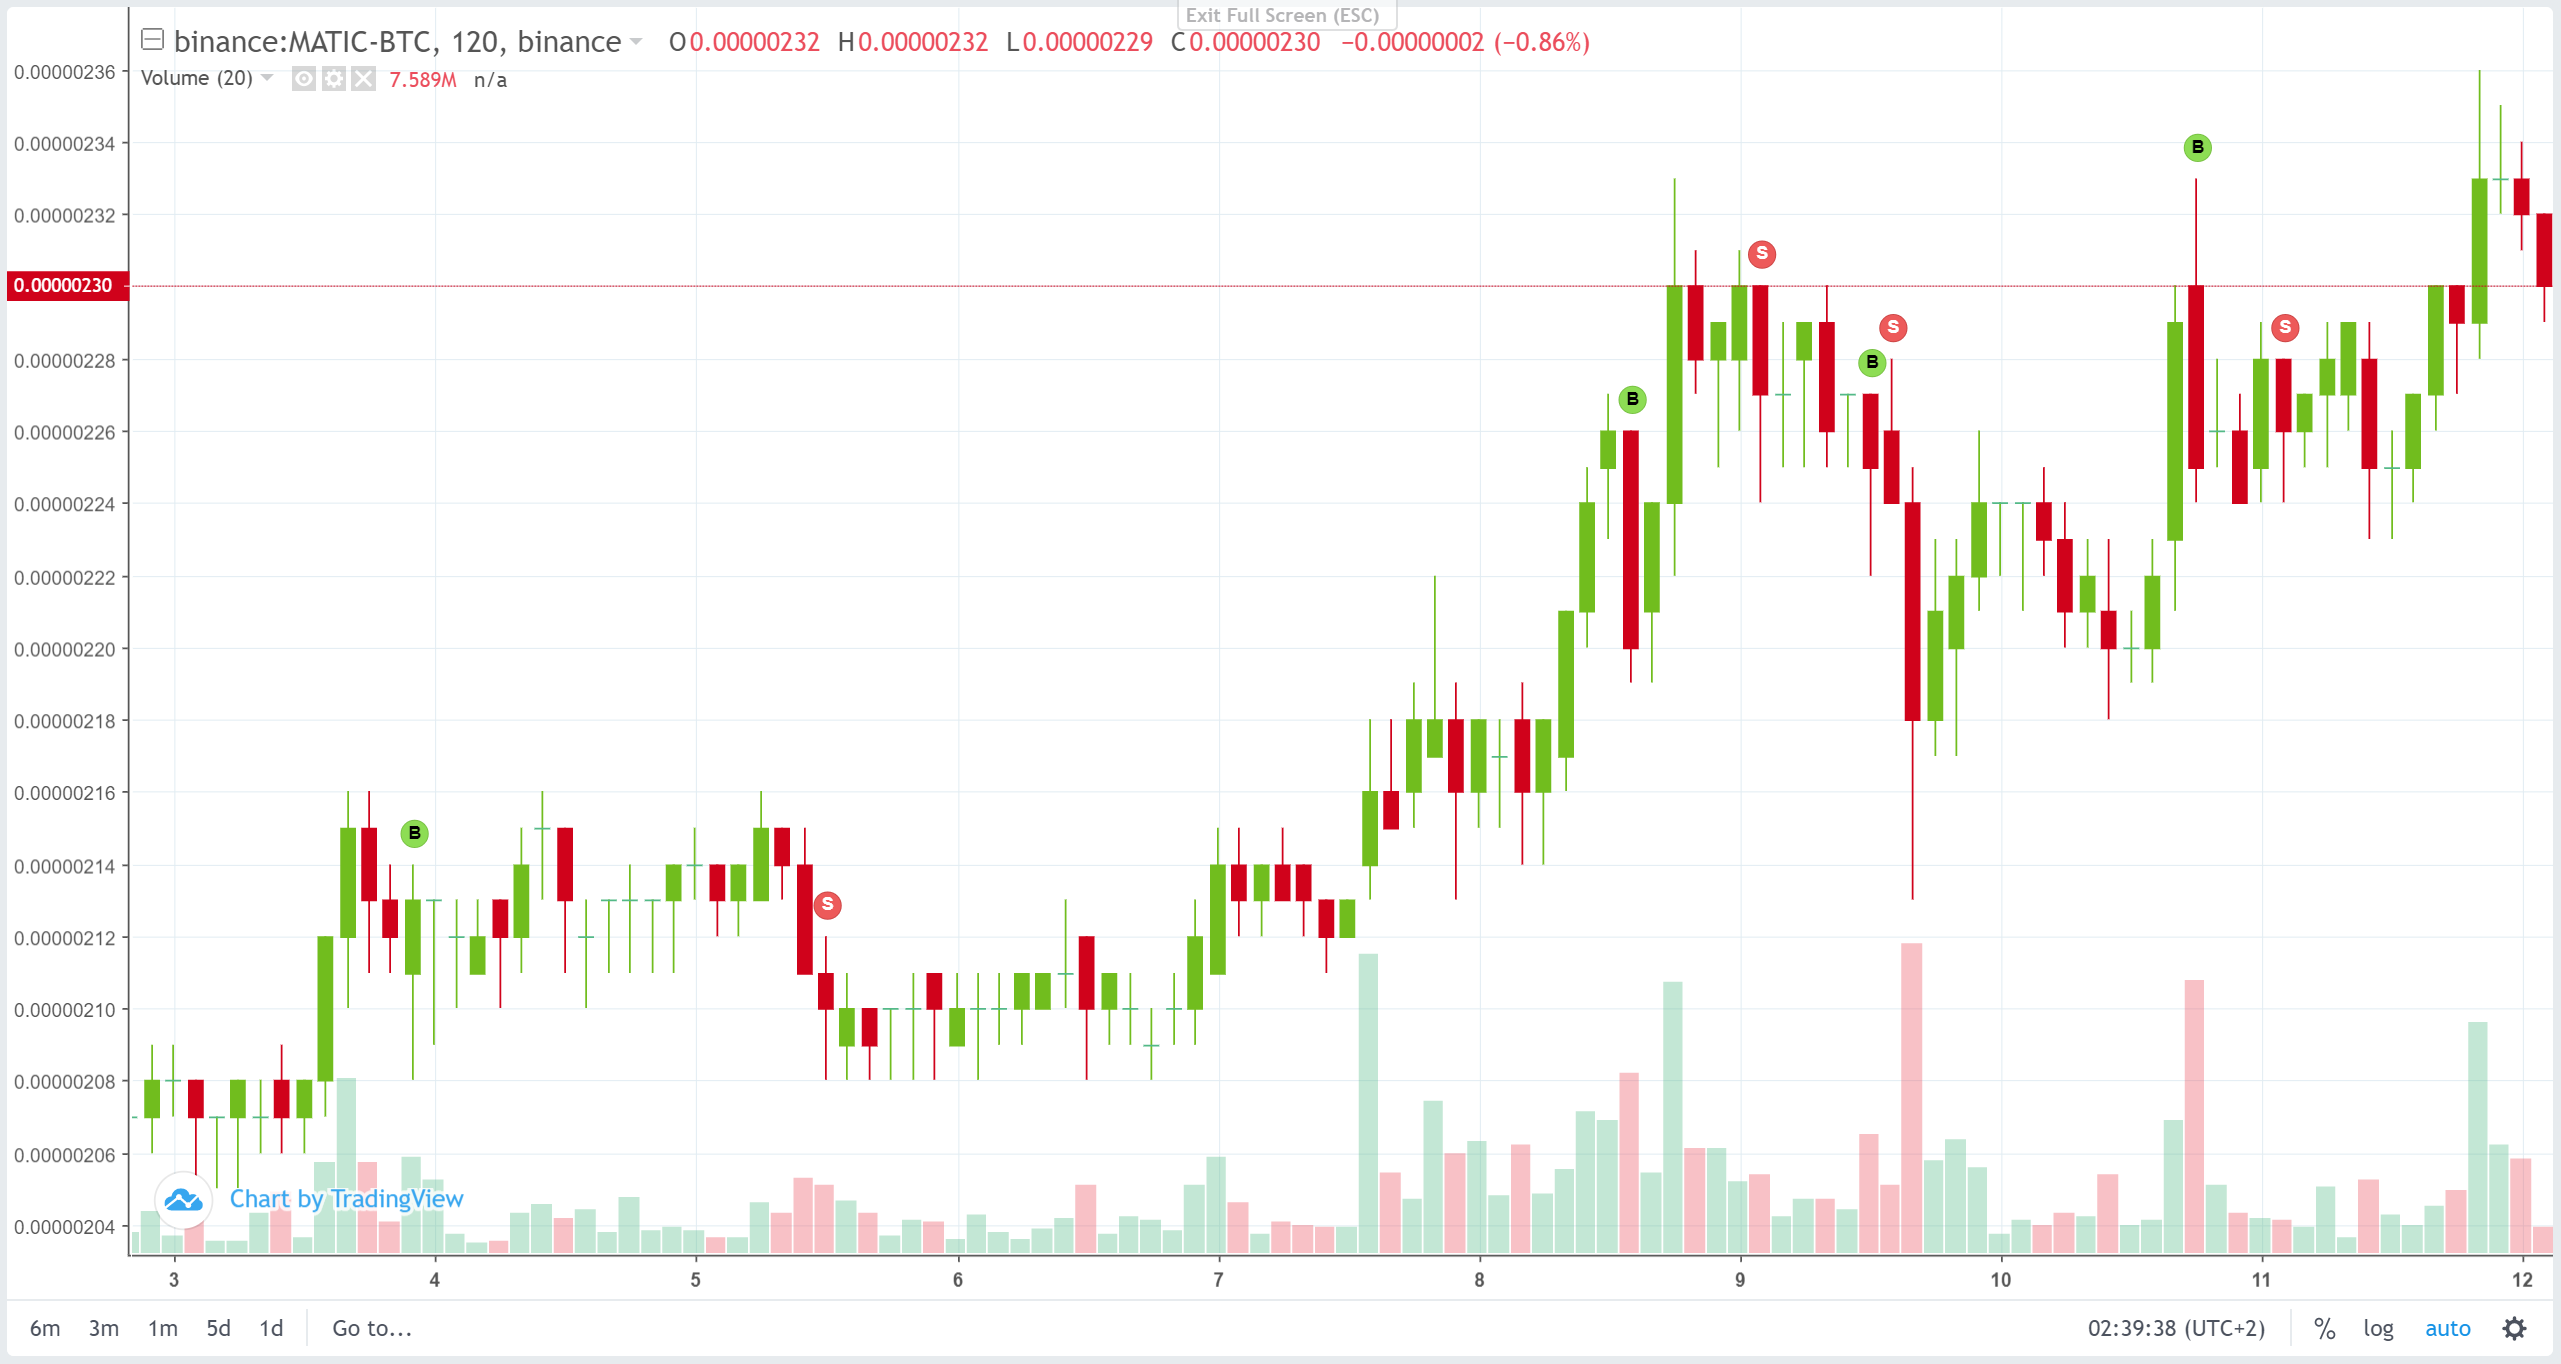 Exit Full Screen (ESC)
binance:MATIC-BTC, 120, binance O0.00000232 H0.00000232 L0.00000229 C0.00000230 −0.00000002 (−0.86%)
Volume (20) 7.589M n/a
0.00000236
0.00000234
B
0.00000232
S
0.00000230
S
S
B
0.00000228
B
0.00000226
0.00000224
0.00000222
0.00000220
0.00000218
0.00000216
B
0.00000214
S
0.00000212
0.00000210
0.00000208
0.00000206
Chart by TradingView
0.00000204
3 4 5 6 7 8 9 10 11 12
6m 3m 1m 5d 1d Go to... 02:39:38 (UTC+2) % log auto